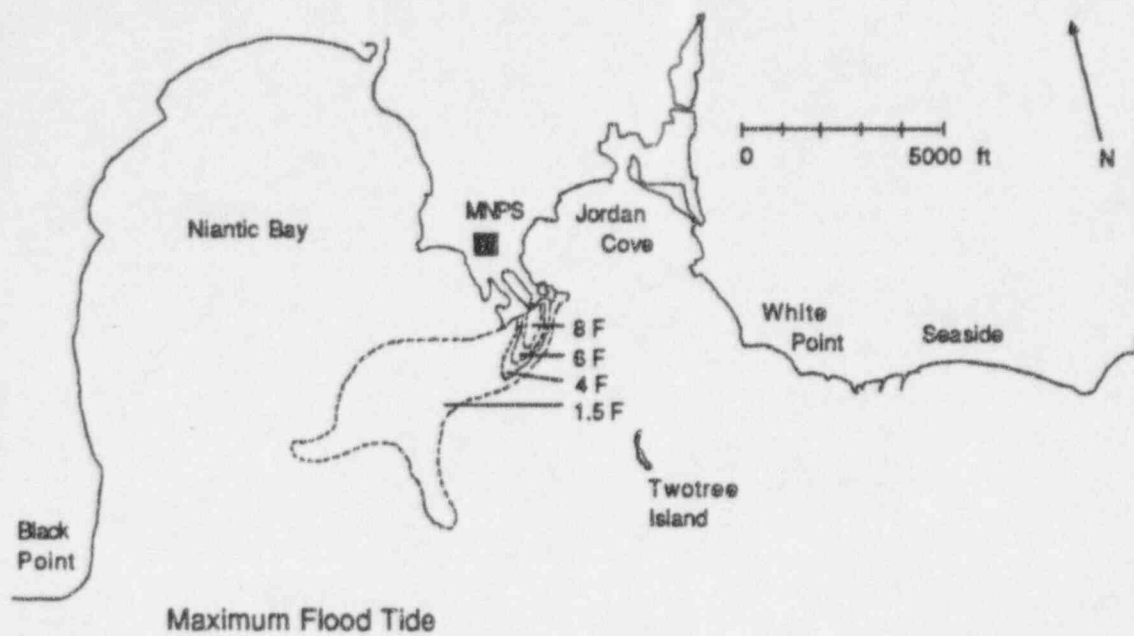 MNPS
Niantic Bay
Jordan
Cove
0 5000 ft
N
8 F
6 F
4 F
1.5 F
White
Point
Seaside
Twotree
Island
Black
Point
Maximum Flood Tide